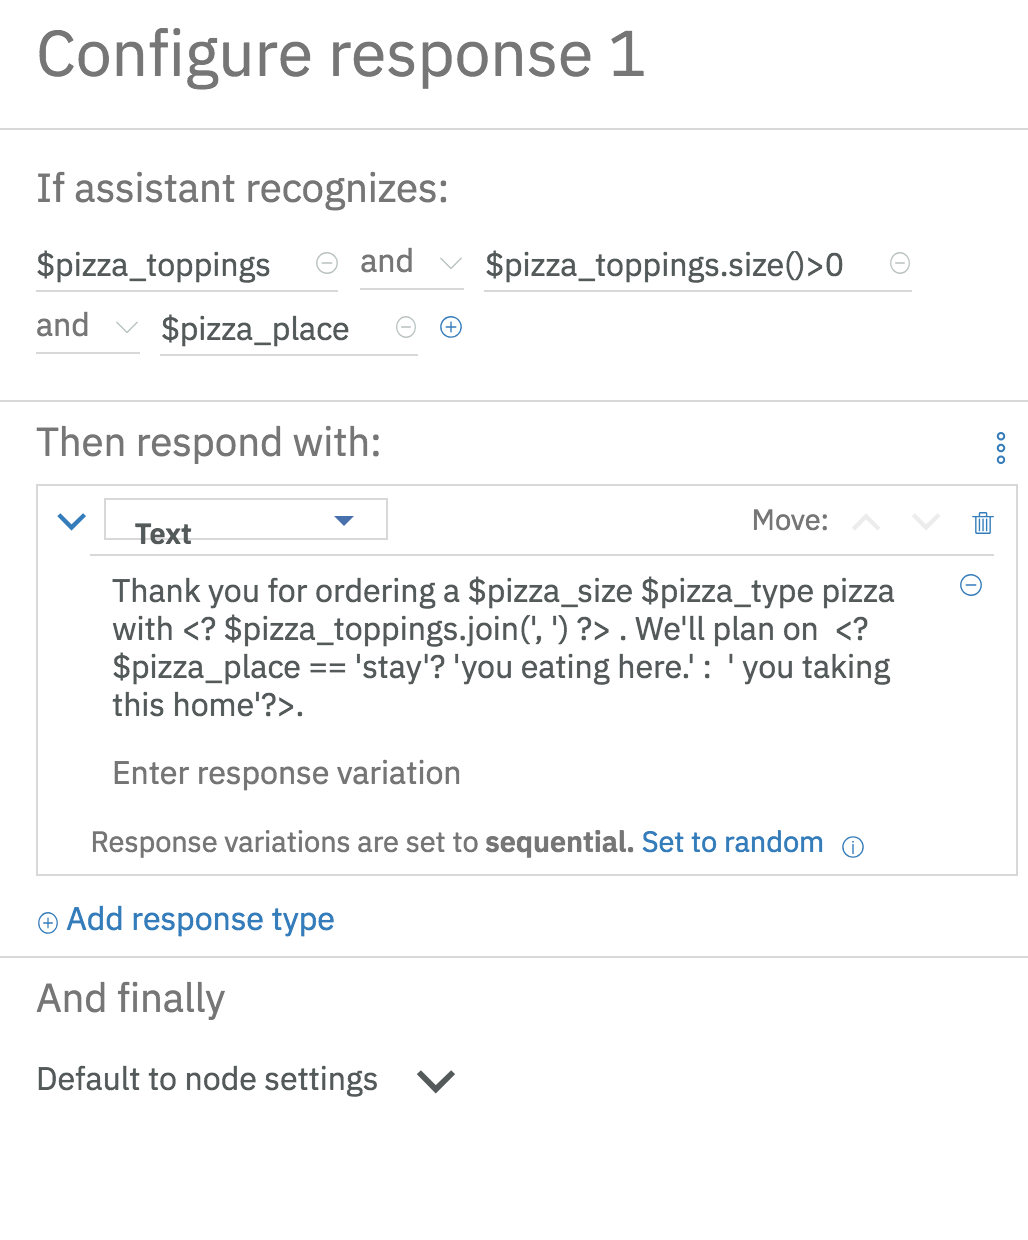 Configure response 1
If assistant recognizes:
$pizza_toppings and $pizza_toppings.size()>0
and $pizza_place
Then respond with:
Text Move:
Thank you for ordering a $pizza_size $pizza_type pizza
with <? $pizza_toppings.join(', ') ?> . We'll plan on  <?
$pizza_place == 'stay'? 'you eating here.' :  ' you taking
this home'?>.
Enter response variation
Response variations are set to sequential. Set to random
Add response type
And finally
Default to node settings